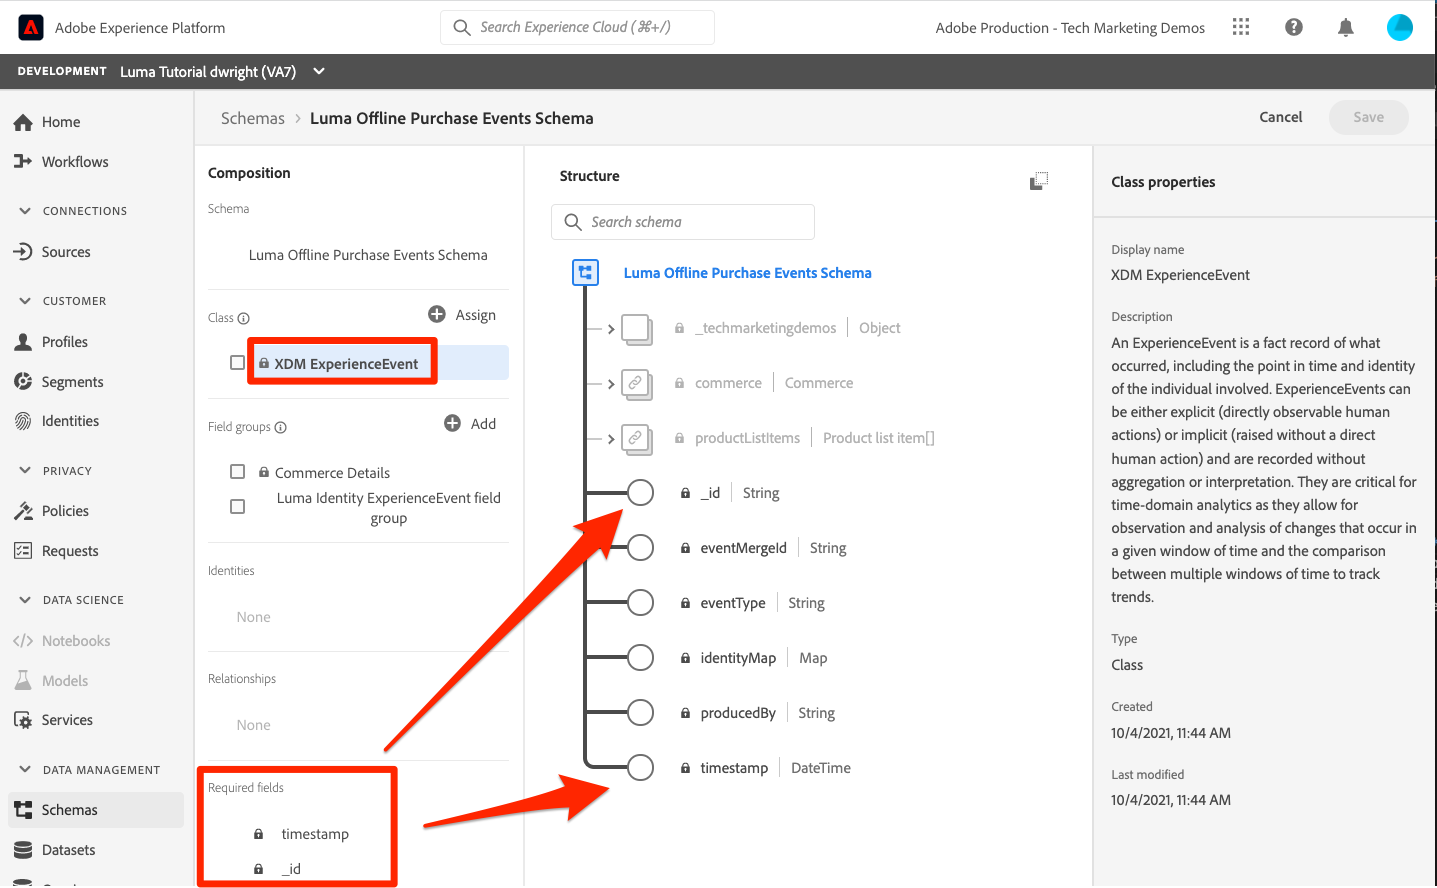 Adobe Experience Platform
Search Experience Cloud (⌘+/)
Adobe Production - Tech Marketing Demos
DEVELOPMENT Luma Tutorial dwright (VA7)
Home
Workflows
CONNECTIONS
Sources
CUSTOMER
Profiles
Segments
Identities
PRIVACY
Policies
Requests
DATA SCIENCE
Notebooks
Models
Services
DATA MANAGEMENT
Schemas
Datasets
Schemas > Luma Offline Purchase Events Schema
Cancel
Save
Composition
Schema
Luma Offline Purchase Events Schema
Class
Assign
XDM ExperienceEvent
Field groups
Add
Commerce Details
Luma Identity ExperienceEvent field
group
Identities
None
Relationships
None
Required fields
timestamp
_id
Structure
Search schema
Luma Offline Purchase Events Schema
_techmarketingdemos | Object
commerce | Commerce
productListItems | Product list item[]
_id | String
eventMergeId | String
eventType | String
identityMap | Map
producedBy | String
timestamp | DateTime
Class properties
Display name
XDM ExperienceEvent
Description
An ExperienceEvent is a fact record of what
occurred, including the point in time and identity
of the individual involved. ExperienceEvents can
be either explicit (directly observable human
actions) or implicit (raised without a direct
human action) and are recorded without
aggregation or interpretation. They are critical for
time-domain analytics as they allow for
observation and analysis of changes that occur in
a given window of time and the comparison
between multiple windows of time to track
trends.
Type
Class
Created
10/4/2021, 11:44 AM
Last modified
10/4/2021, 11:44 AM